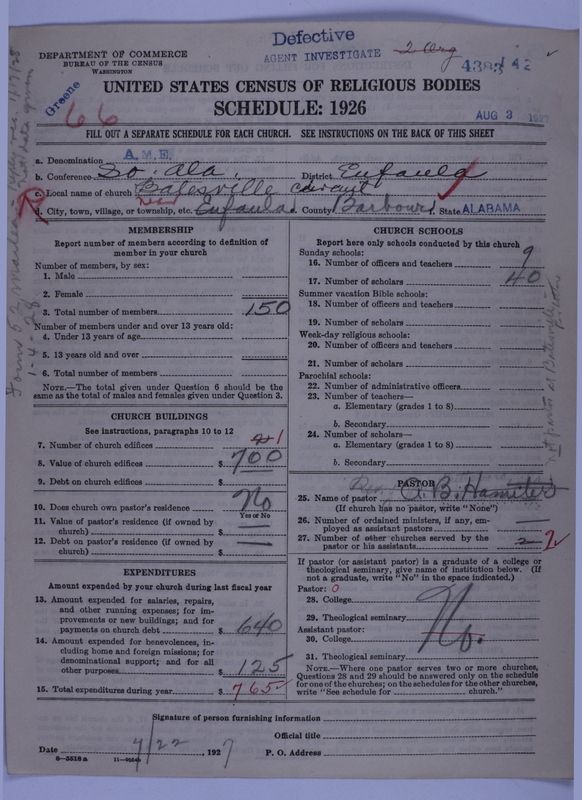 Defective
AGENT INVESTIGATE 2 Org
DEPARTMENT OF COMMERCE
BUREAU OF THE CENSUS
WASHINGTON
Greene
66
UNITED STATES CENSUS OF RELIGIOUS BODIES
SCHEDULE: 1926
AUG 3
FILL OUT A SEPARATE SCHEDULE FOR EACH CHURCH. SEE INSTRUCTIONS ON THE BACK OF THIS SHEET
a. Denomination A.M.E.
b. Conference So. Ala. District Eufaula
c. Local name of church Batesville circuit
d. City, town, village, or township, etc. near Eufaula County Barbour State ALABAMA
MEMBERSHIP
Report number of members according to definition of
member in your church
Number of members, by sex:
1. Male
2. Female
3. Total number of members 150
Number of members under and over 13 years old:
4. Under 13 years of age
5. 13 years old and over
6. Total number of members
NOTE.—The total given under Question 6 should be the
same as the total of males and females given under Question 3.
CHURCH BUILDINGS
See instructions, paragraphs 10 to 12
7. Number of church edifices 1
8. Value of church edifices $ 700
9. Debt on church edifices $
10. Does church own pastor's residence? No
Yes or No
11. Value of pastor's residence (if owned by
church) $
12. Debt on pastor's residence (if owned by
church) $
EXPENDITURES
Amount expended by your church during last fiscal year
13. Amount expended for salaries, repairs,
and other running expenses; for im-
provements or new buildings; and for
payments on church debt $ 640
14. Amount expended for benevolences, in-
cluding home and foreign missions; for
denominational support; and for all
other purposes $ 125
15. Total expenditures during year $ 765
CHURCH SCHOOLS
Report here only schools conducted by this church
Sunday schools:
16. Number of officers and teachers 9
17. Number of scholars 40
Summer vacation Bible schools:
18. Number of officers and teachers
19. Number of scholars
Week-day religious schools:
20. Number of officers and teachers
21. Number of scholars
Parochial schools:
22. Number of administrative officers
23. Number of teachers—
a. Elementary (grades 1 to 8)
b. Secondary
24. Number of scholars—
a. Elementary (grades 1 to 8)
b. Secondary
PASTOR
25. Name of pastor Rev. A. B. Hamiter
(If church has no pastor, write "None")
26. Number of ordained ministers, if any, em-
ployed as assistant pastors
27. Number of other churches served by the
pastor or his assistants 2 2
If pastor (or assistant pastor) is a graduate of a college or
theological seminary, give name of institution below. (If
not a graduate, write "No" in the space indicated.)
Pastor: 0
28. College
29. Theological seminary No.
Assistant pastor:
30. College
31. Theological seminary
NOTE.—Where one pastor serves two or more churches,
Questions 28 and 29 should be answered only on the schedule
for one of the churches; on the schedules for the other churches,
write "See schedule for church."
Signature of person furnishing information
Official title
Date 4/22, 1927 P. O. Address